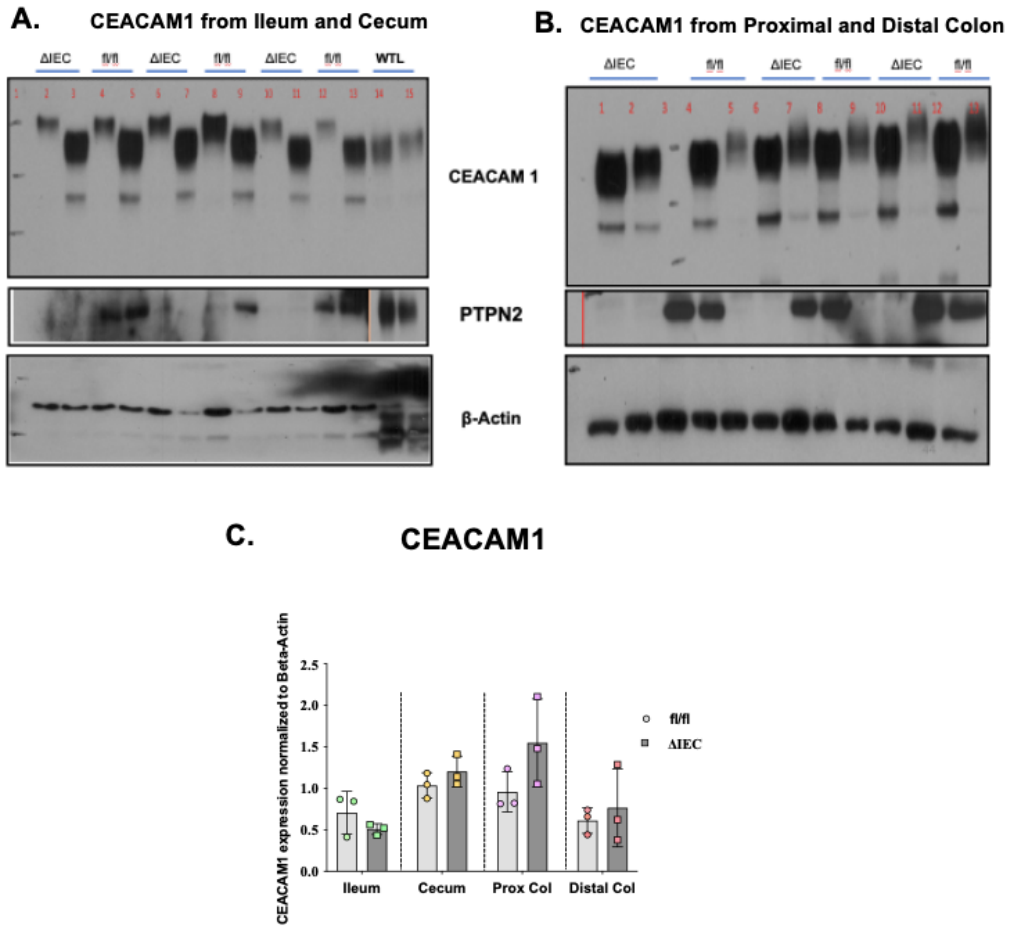 A.
CEACAM1 from Ileum and Cecum
ΔIEC fl/fl ΔIEC fl/fl ΔIEC fl/fl WTL
1 2 3 4 5 6 7 8 9 10 11 12 13 14 15
B.
CEACAM1 from Proximal and Distal Colon
ΔIEC fl/fl ΔIEC fl/fl ΔIEC fl/fl
1 2 3 4 5 6 7 8 9 10 11 12 13
CEACAM 1
PTPN2
β-Actin
C.
CEACAM1
CEACAM1 expression normalized to Beta-Actin
2.5
2.0
1.5
1.0
0.5
0.0
Ileum Cecum Prox Col Distal Col
fl/fl
ΔIEC